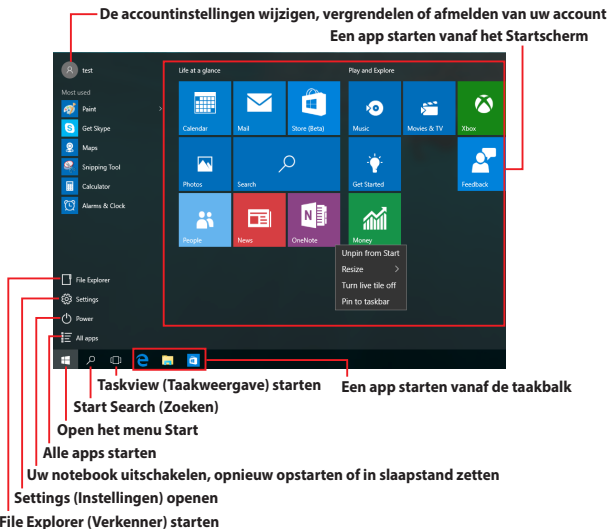 De accountinstellingen wijzigen, vergrendelen of afmelden van uw account
Een app starten vanaf het Startscherm
test
Life at a glance
Play and Explore
Most used
Paint
Get Skype
Maps
Snipping Tool
Calculator
Alarms & Clock
Calendar
Mail
Store (Beta)
Music
Movies & TV
Xbox
Photos
Search
Get Started
Feedback
People
News
OneNote
Money
Unpin from Start
Resize
Turn live tile off
Pin to taskbar
File Explorer
Settings
Power
All apps
Taskview (Taakweergave) starten
Een app starten vanaf de taakbalk
Start Search (Zoeken)
Open het menu Start
Alle apps starten
Uw notebook uitschakelen, opnieuw opstarten of in slaapstand zetten
Settings (Instellingen) openen
File Explorer (Verkenner) starten